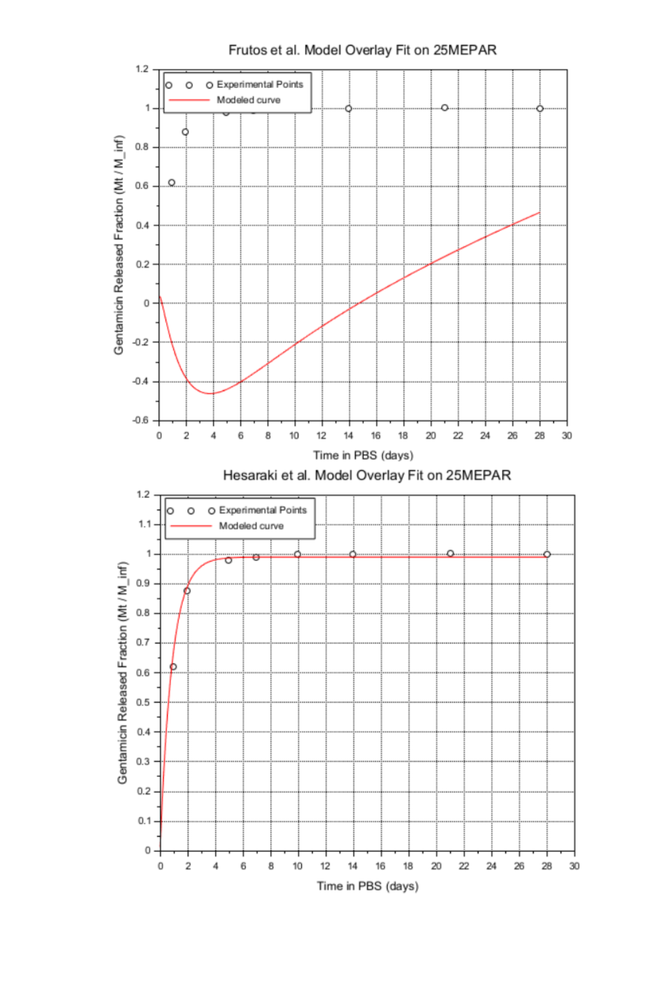 Frutos et al. Model Overlay Fit on 25MEPAR
1.2
1
0.8
0.6
0.4
0.2
0
-0.2
-0.4
-0.6
Experimental Points
Modeled curve
Gentamicin Released Fraction (Mt / M_inf)
0 2 4 6 8 10 12 14 16 18 20 22 24 26 28 30
Time in PBS (days)
Hesaraki et al. Model Overlay Fit on 25MEPAR
1.2
1.1
1
0.9
0.8
0.7
0.6
0.5
0.4
0.3
0.2
0.1
0
Experimental Points
Modeled curve
Gentamicin Released Fraction (Mt / M_inf)
0 2 4 6 8 10 12 14 16 18 20 22 24 26 28 30
Time in PBS (days)